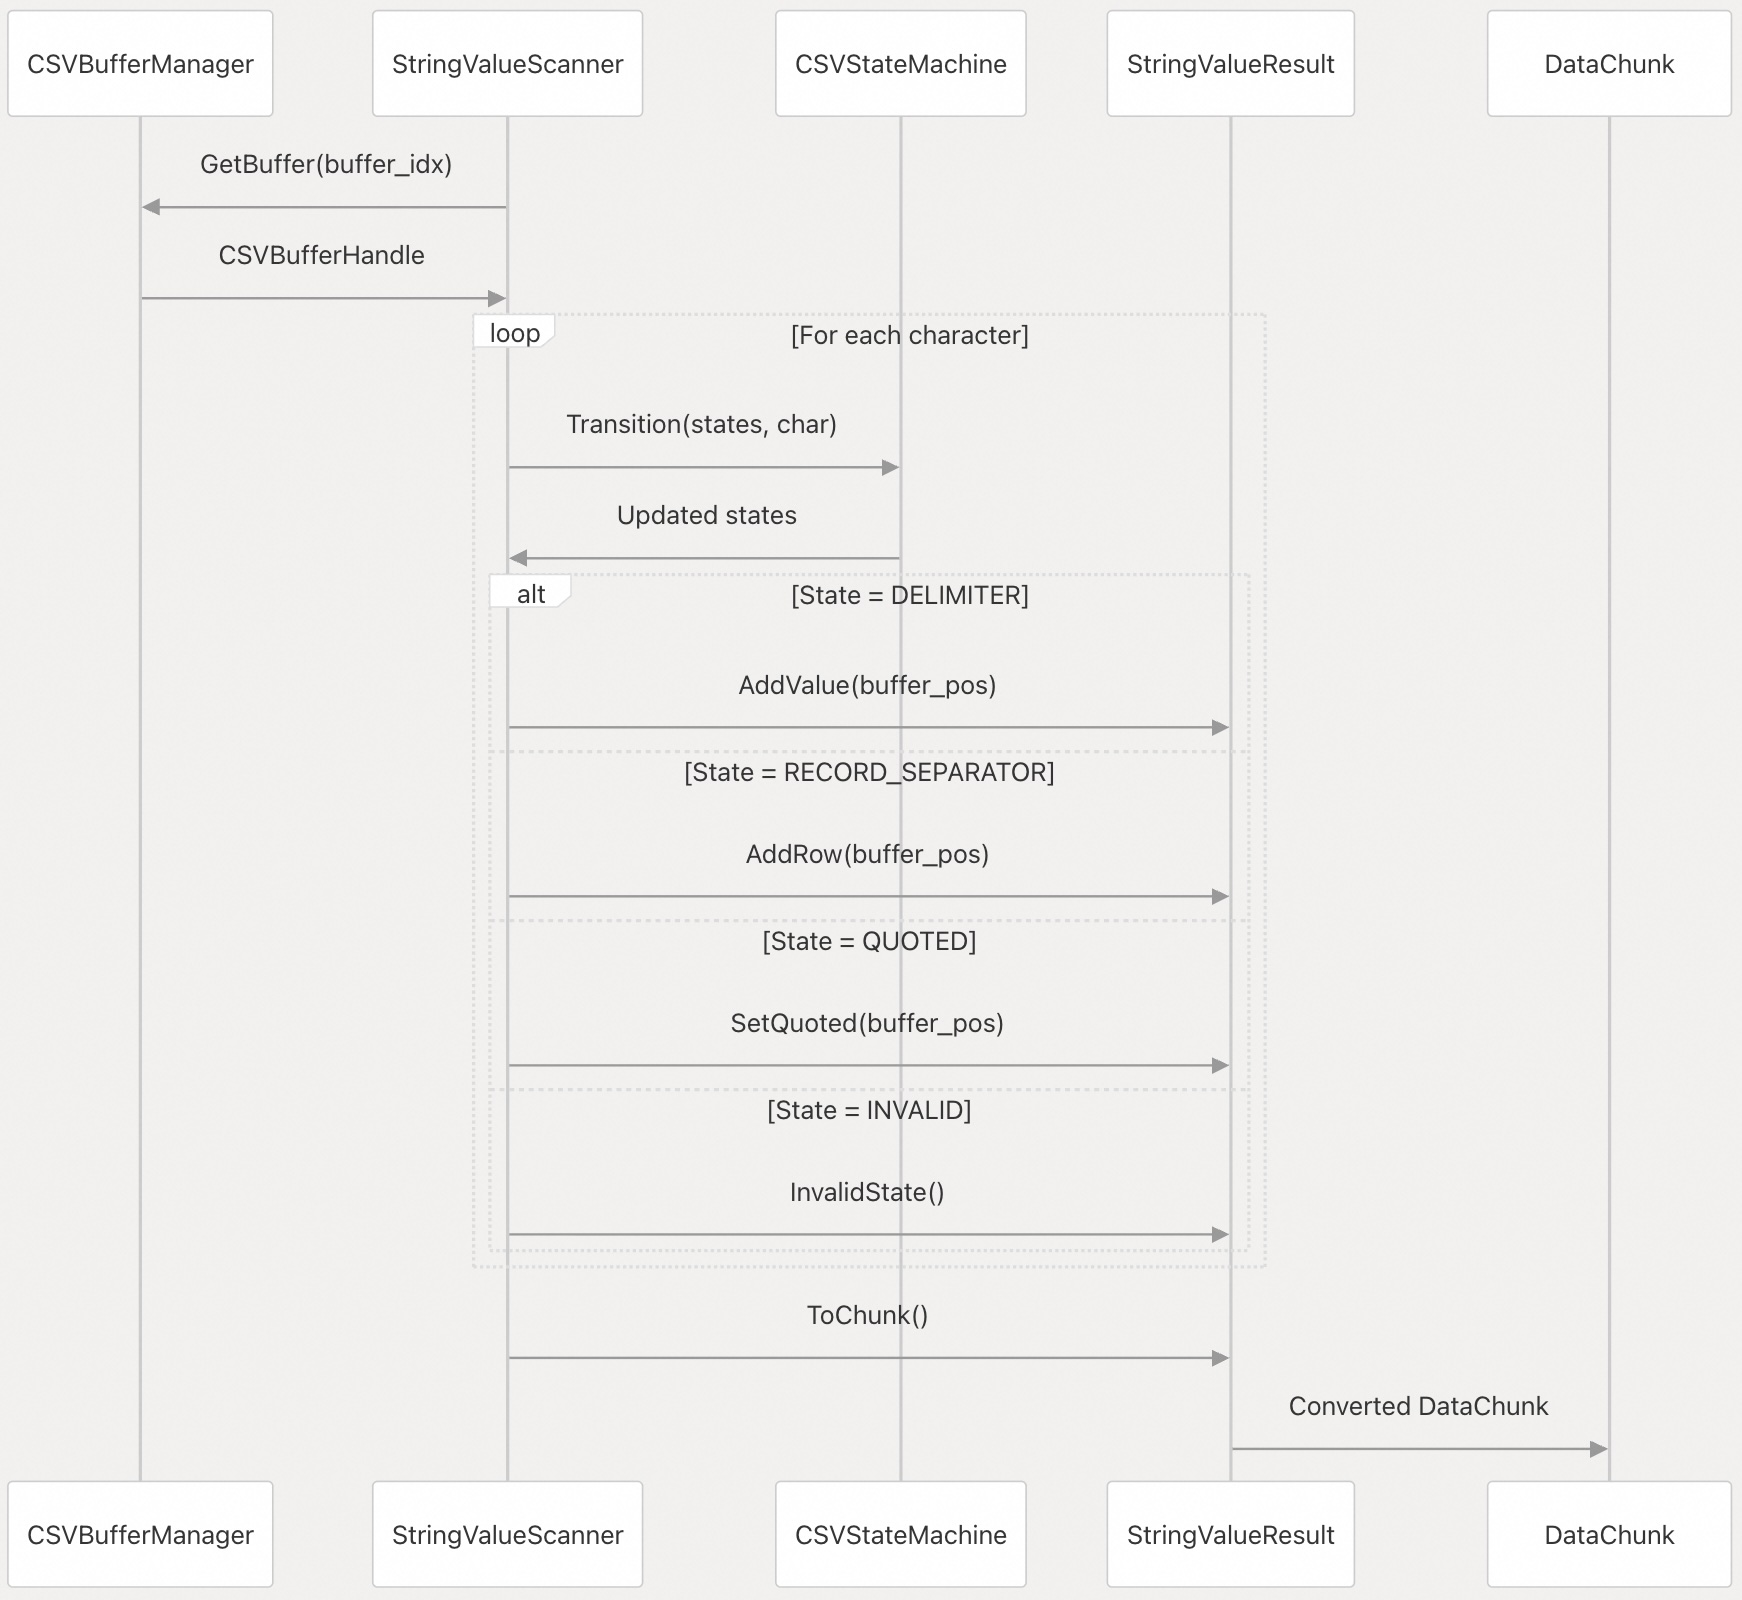 CSVBufferManager
StringValueScanner
CSVStateMachine
StringValueResult
DataChunk
GetBuffer(buffer_idx)
CSVBufferHandle
loop
[For each character]
Transition(states, char)
Updated states
alt
[State = DELIMITER]
AddValue(buffer_pos)
[State = RECORD_SEPARATOR]
AddRow(buffer_pos)
[State = QUOTED]
SetQuoted(buffer_pos)
[State = INVALID]
InvalidState()
ToChunk()
Converted DataChunk
CSVBufferManager
StringValueScanner
CSVStateMachine
StringValueResult
DataChunk